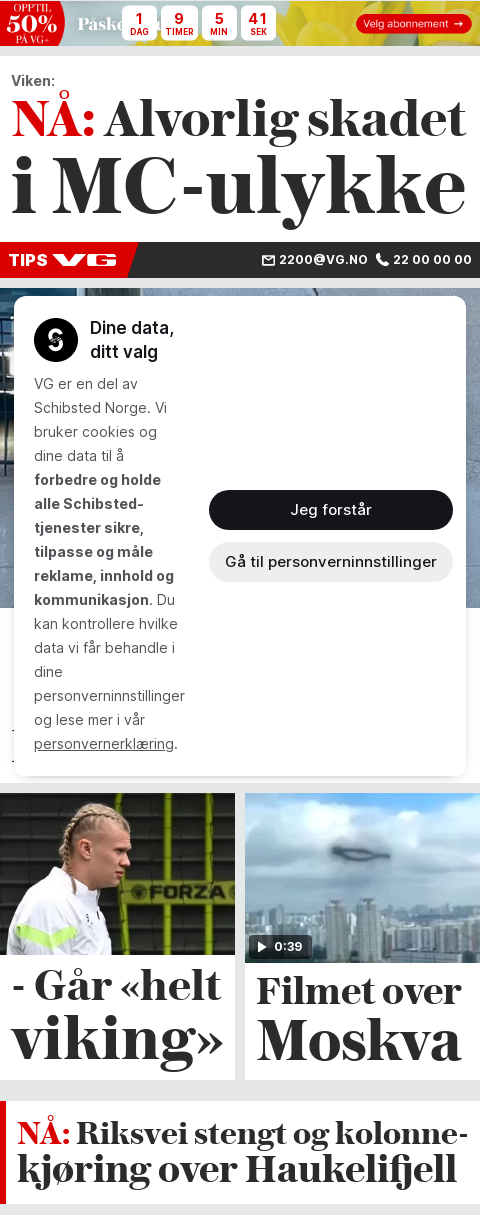 OPPTIL
50%
PÅ VG+
1 DAG 9 TIMER 5 MIN 41 SEK
Velg abonnement →
Viken:
NÅ: Alvorlig skadet
i MC-ulykke
TIPS VG
2200@VG.NO 22 00 00 00
Dine data,
ditt valg
VG er en del av
Schibsted Norge. Vi
bruker cookies og
dine data til å
forbedre og holde
alle Schibsted-
tjenester sikre,
tilpasse og måle
reklame, innhold og
kommunikasjon. Du
kan kontrollere hvilke
data vi får behandle i
dine
personverninnstillinger
og lese mer i vår
personvernerklæring.
Jeg forstår
Gå til personverninnstillinger
FORZA
0:39
- Går «helt
viking»
Filmet over
Moskva
NÅ: Riksvei stengt og kolonne-
kjøring over Haukelifjell